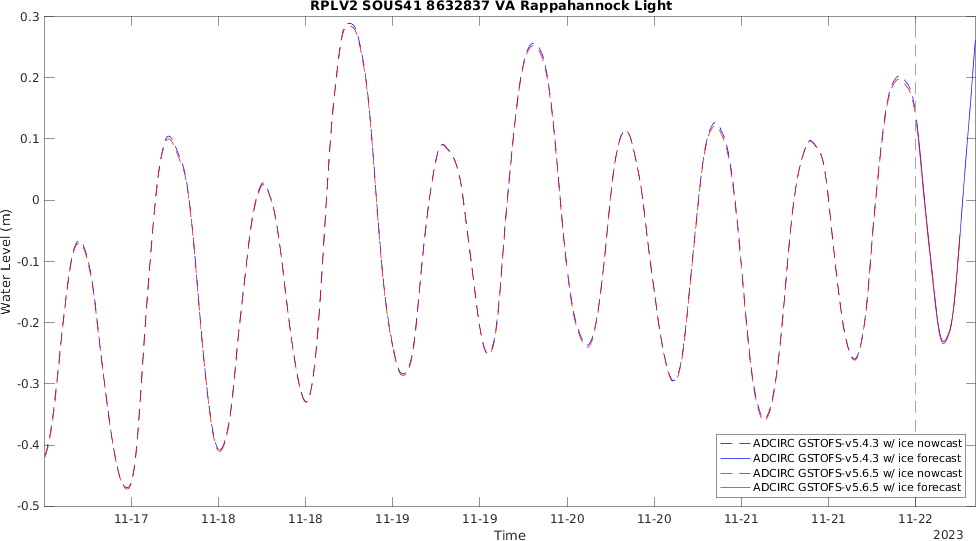 RPLV2 SOUS41 8632837 VA Rappahannock Light
0.3
0.2
0.1
0
-0.1
-0.2
-0.3
-0.4
-0.5
Water Level (m)
ADCIRC GSTOFS-v5.4.3 w/ ice nowcast
ADCIRC GSTOFS-v5.4.3 w/ ice forecast
ADCIRC GSTOFS-v5.6.5 w/ ice nowcast
ADCIRC GSTOFS-v5.6.5 w/ ice forecast
11-17 11-18 11-18 11-19 11-19 11-20 11-20 11-21 11-21 11-22
Time
2023